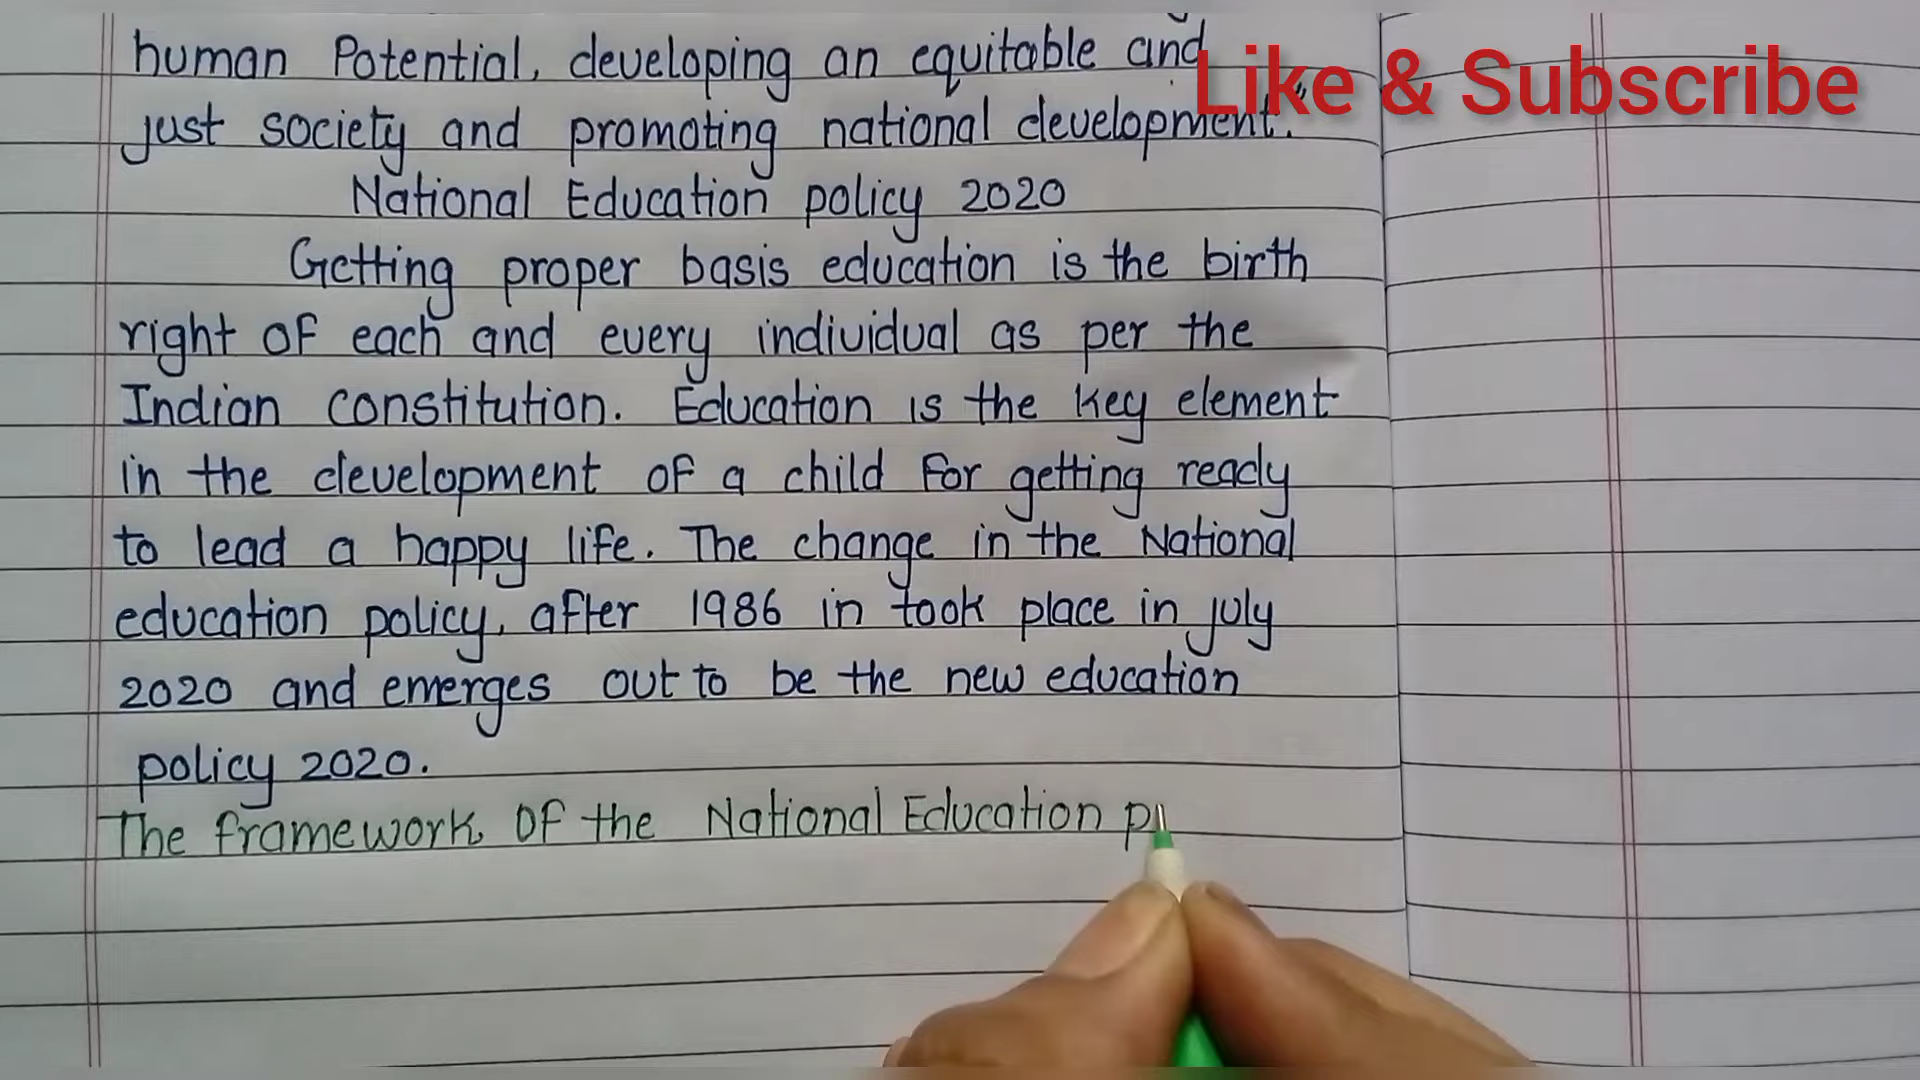 human Potential, developing an equitable and
Like & Subscribe
just society and promoting national development."
National Education policy 2020
Getting proper basis education is the birth
right of each and every individual as per the
Indian constitution. Education is the key element
in the development of a child for getting ready
to lead a happy life. The change in the National
education policy, after 1986 in took place in july
2020 and emerges out to be the new education
policy 2020.
The framework of the National Education p